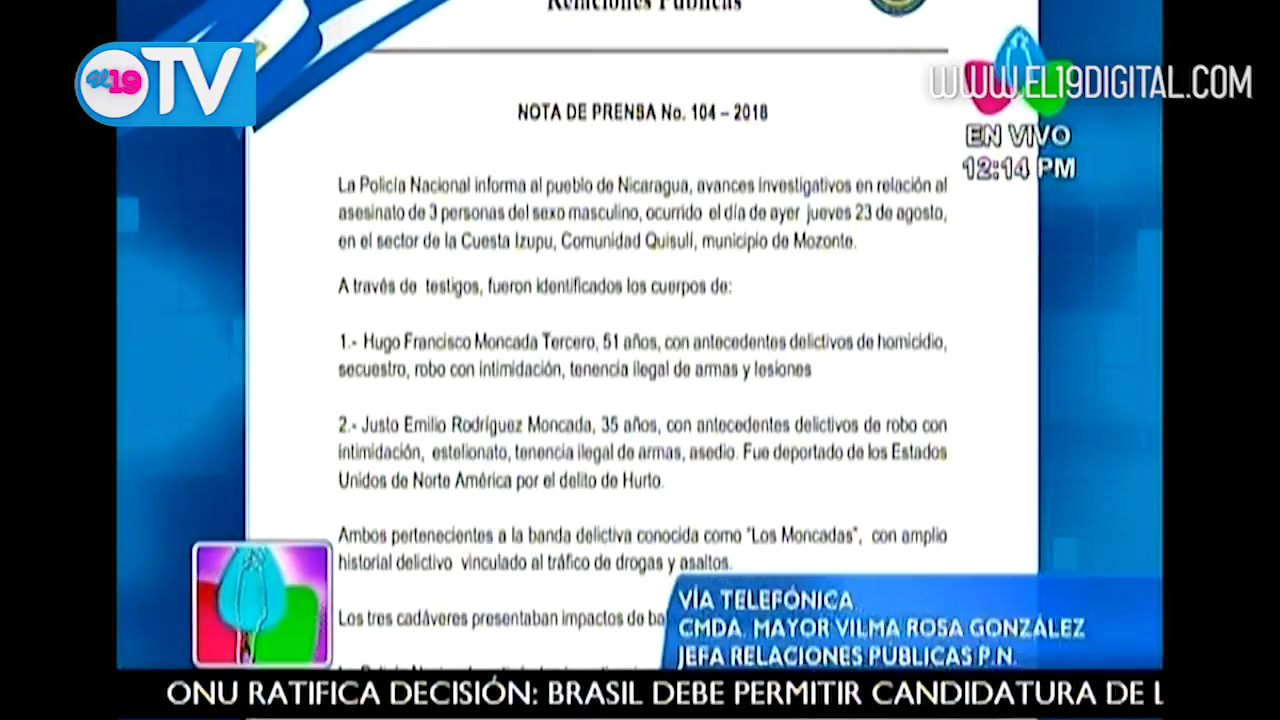 Relaciones Públicas
El 19 TV
WWW.EL19DIGITAL.COM
EN VIVO
12:14 PM
NOTA DE PRENSA No. 104 – 2018
La Policía Nacional informa al pueblo de Nicaragua, avances investigativos en relación al
asesinato de 3 personas del sexo masculino, ocurrido el día de ayer jueves 23 de agosto,
en el sector de la Cuesta Izupu, Comunidad Quisulí, municipio de Mozonte.
A través de testigos, fueron identificados los cuerpos de:
1.- Hugo Francisco Moncada Tercero, 51 años, con antecedentes delictivos de homicidio,
secuestro, robo con intimidación, tenencia ilegal de armas y lesiones
2.- Justo Emilio Rodríguez Moncada, 35 años, con antecedentes delictivos de robo con
intimidación, estelionato, tenencia ilegal de armas, asedio. Fue deportado de los Estados
Unidos de Norte América por el delito de Hurto.
Ambos pertenecientes a la banda delictiva conocida como "Los Moncadas", con amplio
historial delictivo vinculado al tráfico de drogas y asaltos.
Los tres cadáveres presentaban impactos de ba
VÍA TELEFÓNICA
CMDA. MAYOR VILMA ROSA GONZÁLEZ
JEFA RELACIONES PÚBLICAS P.N.
ONU RATIFICA DECISIÓN: BRASIL DEBE PERMITIR CANDIDATURA DE L